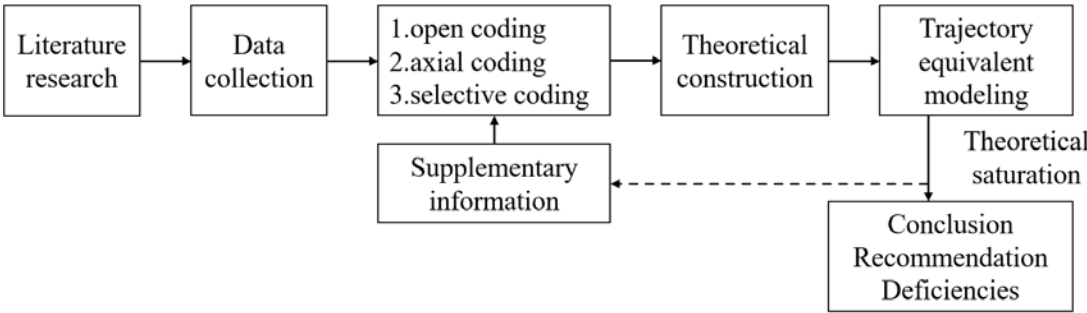 Literature
research
Data
collection
1.open coding
2.axial coding
3.selective coding
Theoretical
construction
Trajectory
equivalent
modeling
Theoretical
saturation
Supplementary
information
Conclusion
Recommendation
Deficiencies